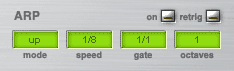 ARP on retrig
up 1/8 1/1 1
mode speed gate octaves